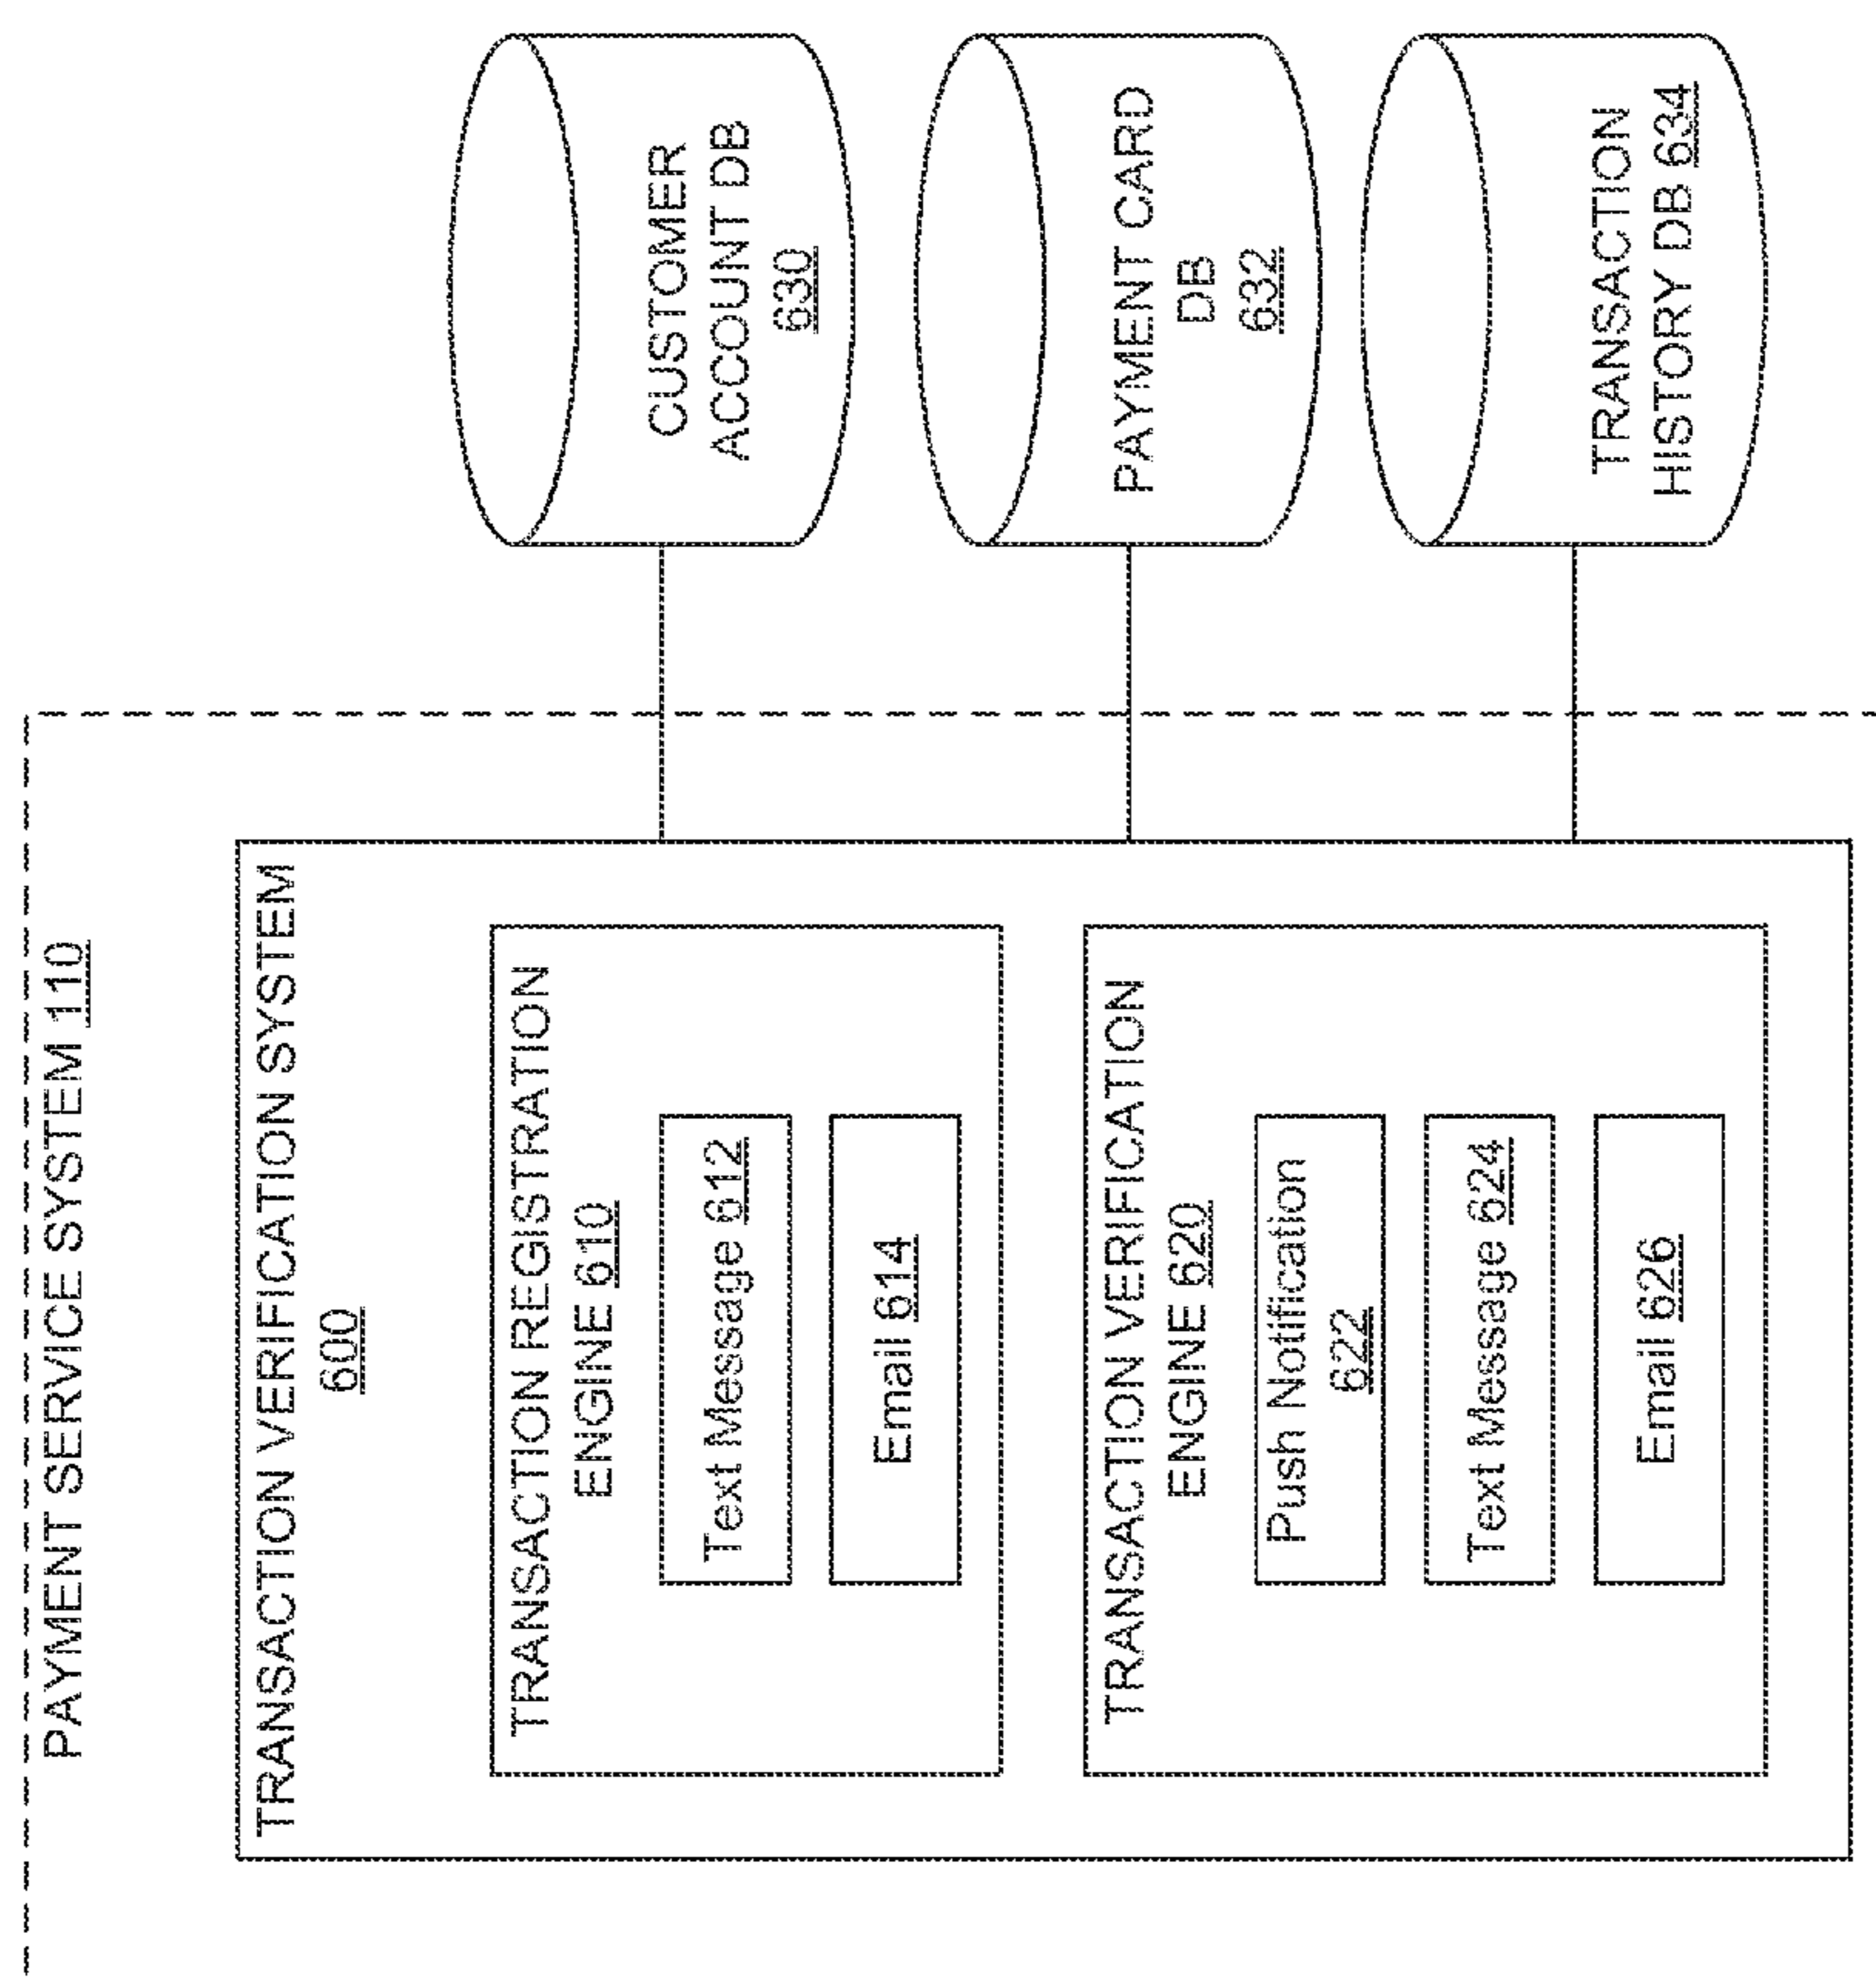 PAYMENT SERVICE SYSTEM 110
TRANSACTION VERIFICATION SYSTEM
600
TRANSACTION REGISTRATION
ENGINE 610
Text Message 612
Email 614
TRANSACTION VERIFICATION
ENGINE 620
Push Notification
622
Text Message 624
Email 626
CUSTOMER
ACCOUNT DB
630
PAYMENT CARD
DB
632
TRANSACTION
HISTORY DB 634